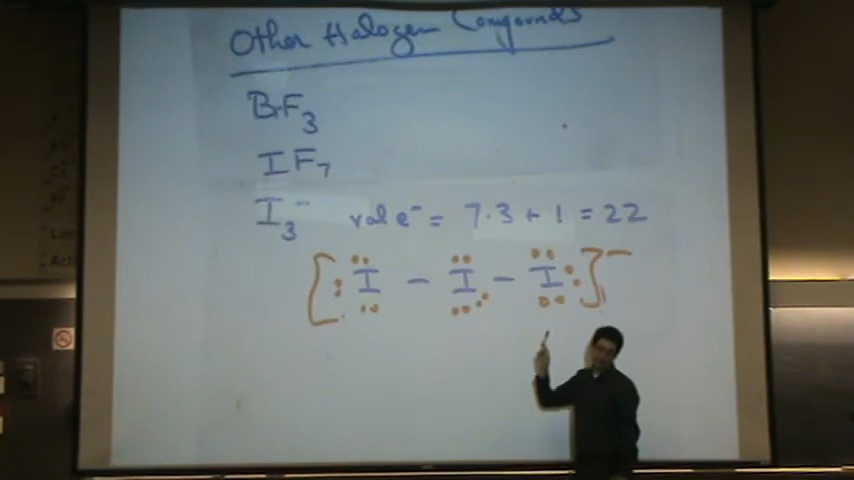 Other Halogen Compounds
BrF₃
IF₇
I₃⁻ val e⁻ = 7·3 + 1 = 22
[I - I - I]⁻